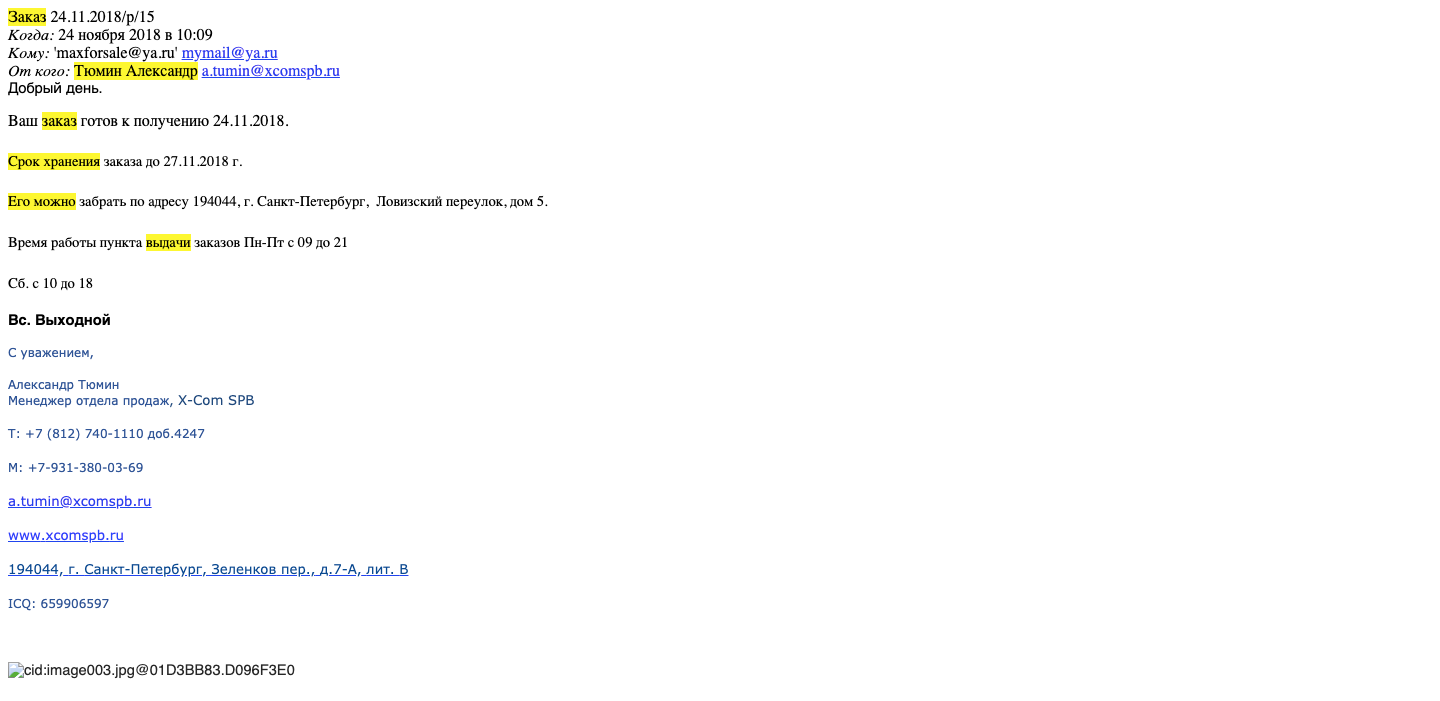 Заказ 24.11.2018/р/15
Когда: 24 ноября 2018 в 10:09
Кому: 'maxforsale@ya.ru' mymail@ya.ru
От кого: Тюмин Александр a.tumin@xcomspb.ru
Добрый день.
Ваш заказ готов к получению 24.11.2018.
Срок хранения заказа до 27.11.2018 г.
Его можно забрать по адресу 194044, г. Санкт-Петербург,  Ловизский переулок, дом 5.
Время работы пункта выдачи заказов Пн-Пт с 09 до 21
Сб. с 10 до 18
Вс. Выходной
С уважением,
Александр Тюмин
Менеджер отдела продаж, X-Com SPB
Т: +7 (812) 740-1110 доб.4247
М: +7-931-380-03-69
a.tumin@xcomspb.ru
www.xcomspb.ru
194044, г. Санкт-Петербург, Зеленков пер., д.7-А, лит. В
ICQ: 659906597
cid:image003.jpg@01D3BB83.D096F3E0